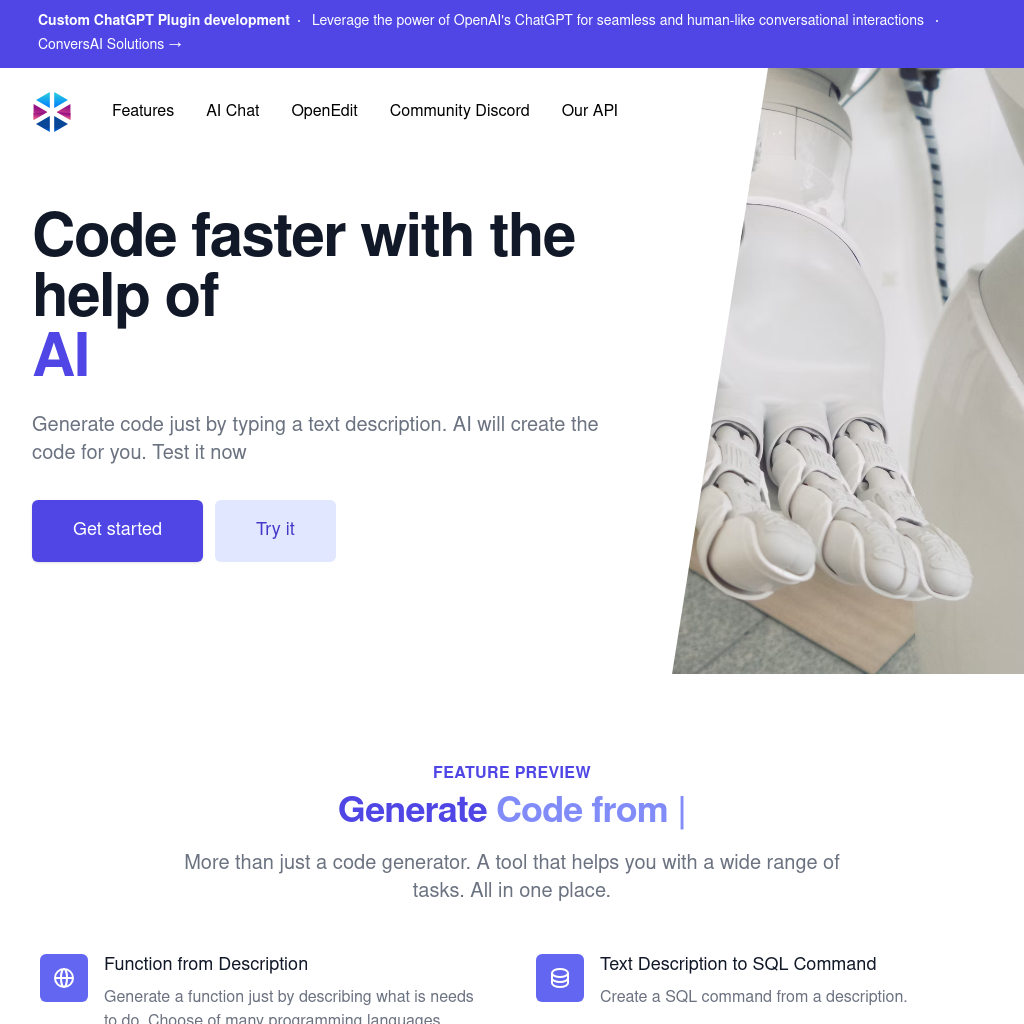 Custom ChatGPT Plugin development · Leverage the power of OpenAI's ChatGPT for seamless and human-like conversational interactions ·
ConversAI Solutions →
Features AI Chat OpenEdit Community Discord Our API
Code faster with the
help of
AI
Generate code just by typing a text description. AI will create the
code for you. Test it now
Get started Try it
FEATURE PREVIEW
Generate Code from |
More than just a code generator. A tool that helps you with a wide range of
tasks. All in one place.
Function from Description
Generate a function just by describing what is needs
to do. Choose of many programming languages
Text Description to SQL Command
Create a SQL command from a description.